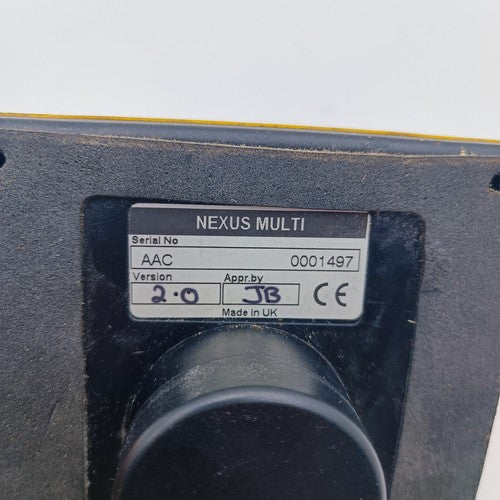 NEXUS MULTI
Serial No
AAC 0001497
Version Appr.by
2.0 JB CE
Made in UK